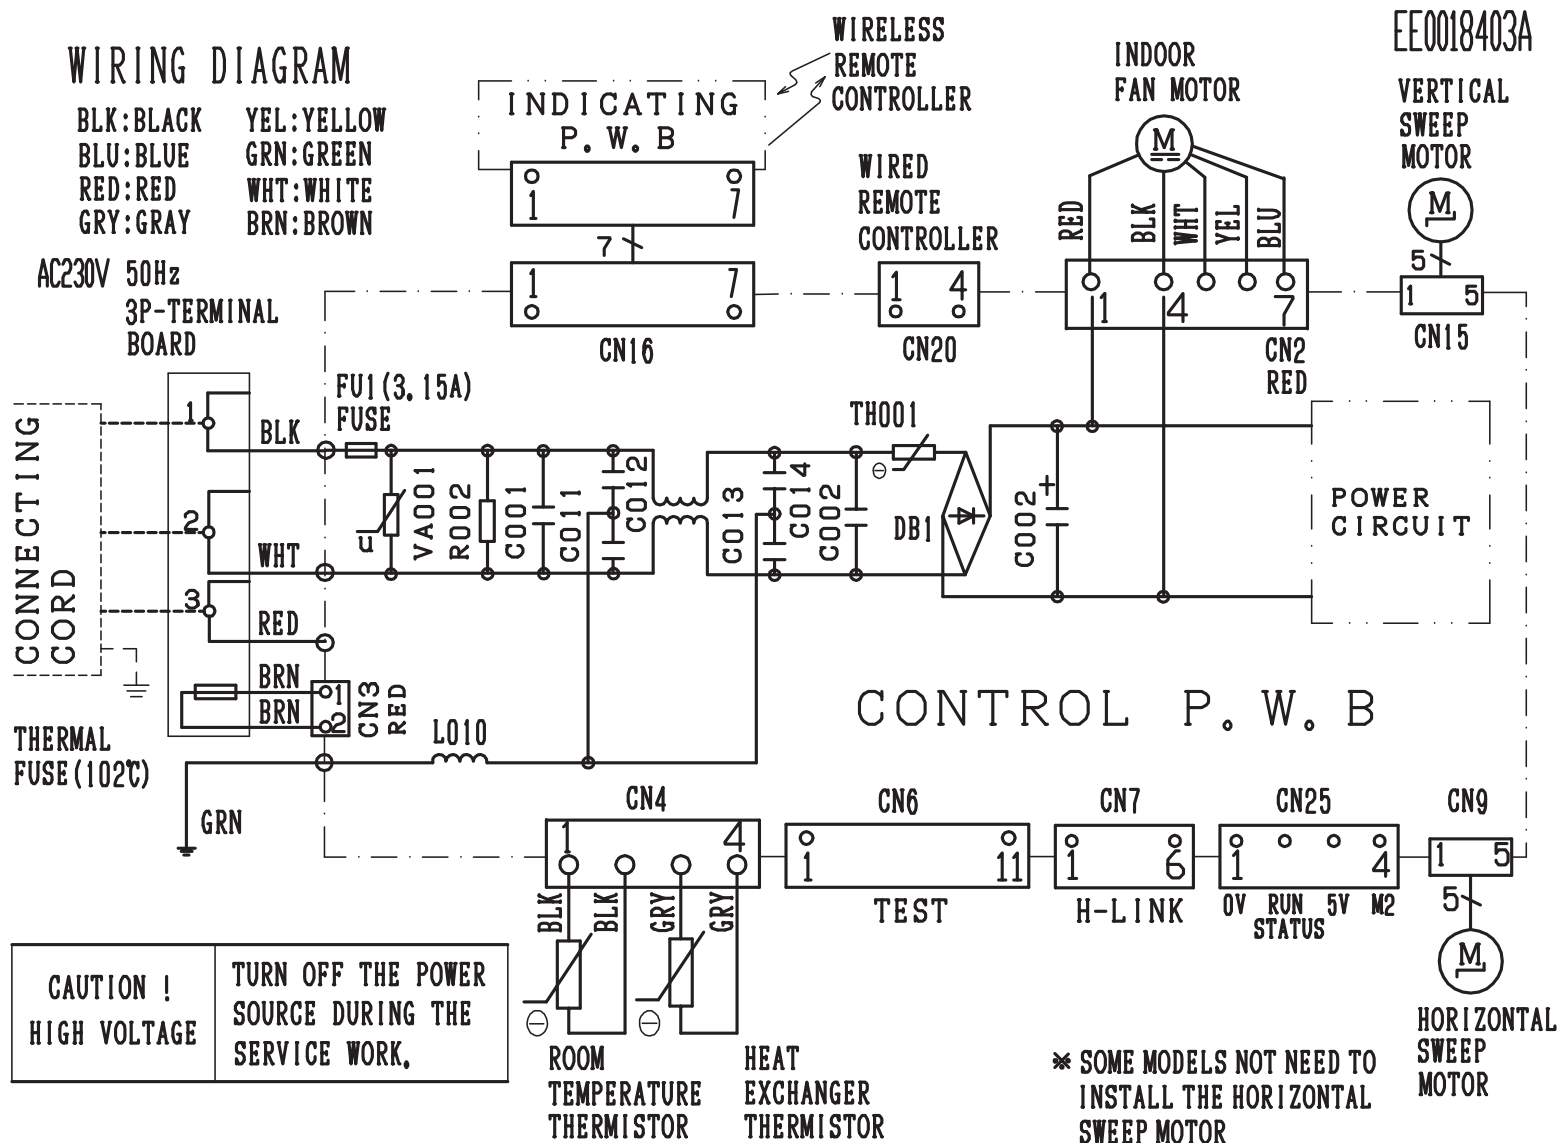 EE0018403A
WIRING DIAGRAM
BLK:BLACK YEL:YELLOW
BLU:BLUE GRN:GREEN
RED:RED WHT:WHITE
GRY:GRAY BRN:BROWN
AC230V 50Hz
3P-TERMINAL
BOARD
INDICATING
P.W.B
1 7
7
1 7
CN16
WIRELESS
REMOTE
CONTROLLER
WIRED
REMOTE
CONTROLLER
1 4
CN20
INDOOR
FAN MOTOR
M
RED
BLK
WHT
YEL
BLU
1 4 7
CN2
RED
VERTICAL
SWEEP
MOTOR
M
5
1 5
CN15
CONNECTING
CORD
1
2
3
BLK
WHT
RED
BRN
BRN
1
2
CN3
RED
THERMAL
FUSE(102℃)
GRN
FU1(3.15A)
FUSE
u
VA001
R002
C001
C011
C012
C013
C014
C002
TH001
DB1
C002
+
POWER
CIRCUIT
L010
CONTROL P.W.B
CN4
1 4
BLK
BLK
GRY
GRY
ROOM
TEMPERATURE
THERMISTOR
HEAT
EXCHANGER
THERMISTOR
CN6
1 11
TEST
CN7
1 6
H-LINK
CN25
1 4
0V RUN 5V M2
STATUS
CN9
1 5
5
M
HORIZONTAL
SWEEP
MOTOR
CAUTION !
HIGH VOLTAGE
TURN OFF THE POWER
SOURCE DURING THE
SERVICE WORK.
※ SOME MODELS NOT NEED TO
INSTALL THE HORIZONTAL
SWEEP MOTOR